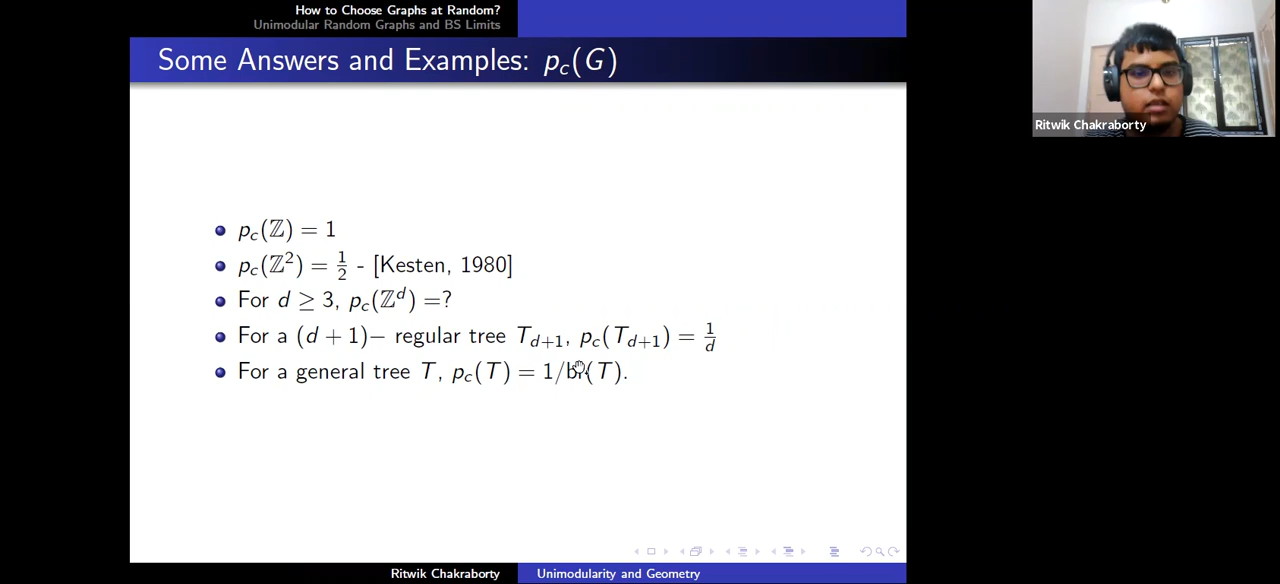 How to Choose Graphs at Random?
Unimodular Random Graphs and BS Limits
Some Answers and Examples: p_c(G)
p_c(ℤ) = 1
p_c(ℤ²) = 1/2 - [Kesten, 1980]
For d ≥ 3, p_c(ℤ^d) =?
For a (d + 1)− regular tree T_{d+1}, p_c(T_{d+1}) = 1/d
For a general tree T, p_c(T) = 1/br(T).
Ritwik Chakraborty
Ritwik Chakraborty
Unimodularity and Geometry